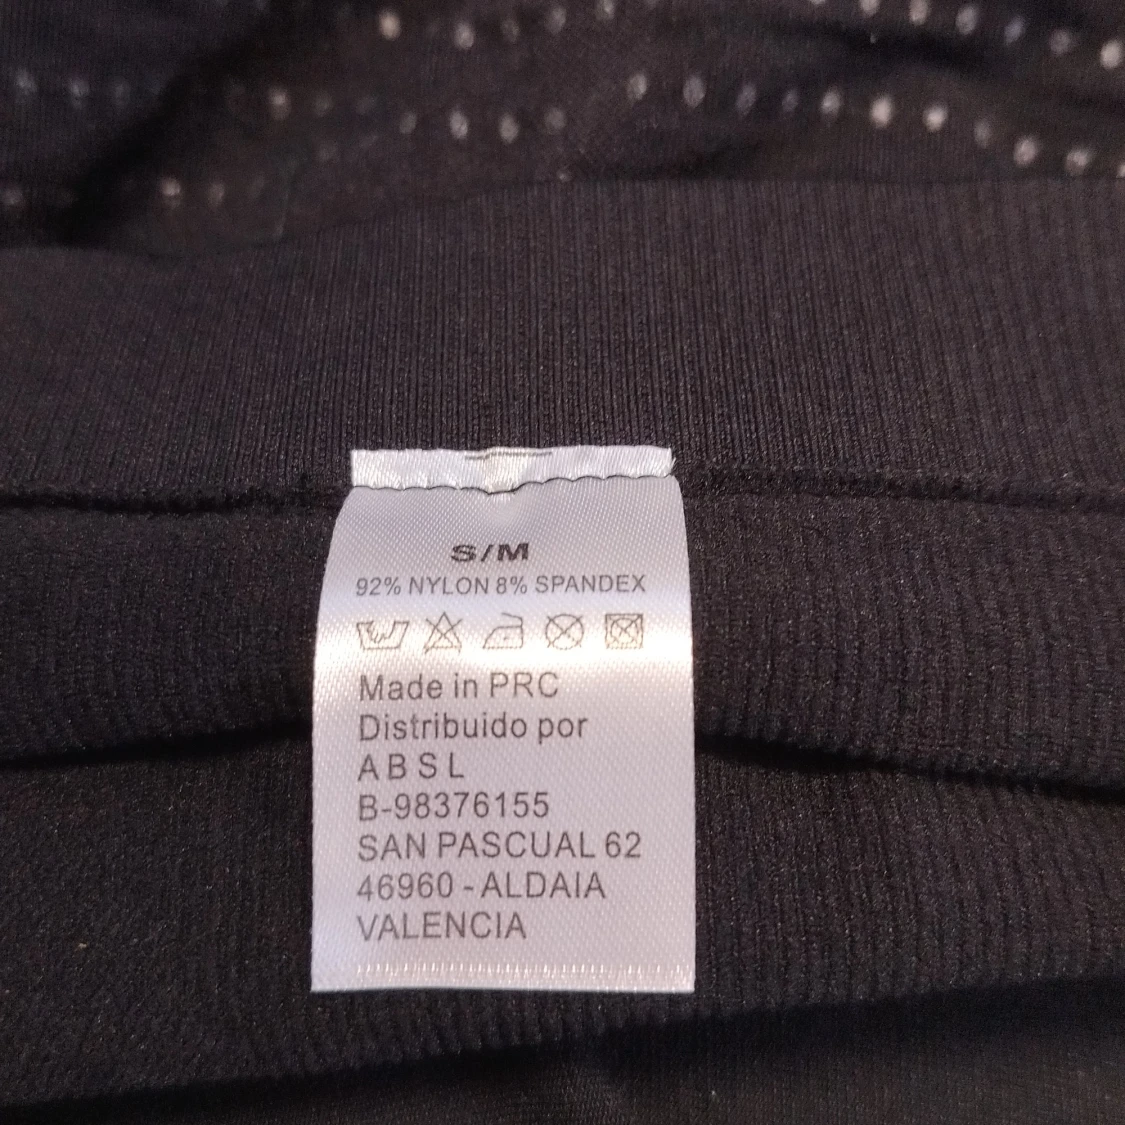 S/M
92% NYLON 8% SPANDEX
Made in PRC
Distribuido por
A B S L
B-98376155
SAN PASCUAL 62
46960 - ALDAIA
VALENCIA